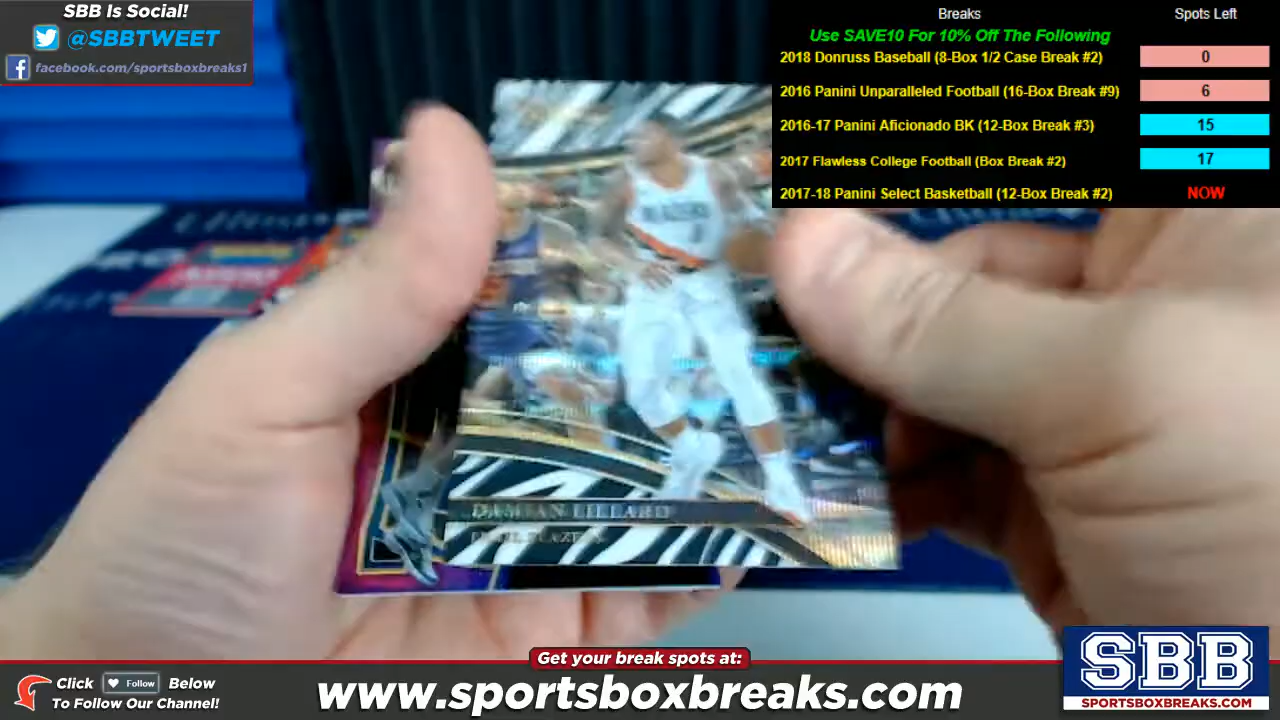 SBB Is Social!
@SBBTWEET
facebook.com/sportsboxbreaks1
Breaks Spots Left
Use SAVE10 For 10% Off The Following
2018 Donruss Baseball (8-Box 1/2 Case Break #2) 0
2016 Panini Unparalleled Football (16-Box Break #9) 6
2016-17 Panini Aficionado BK (12-Box Break #3) 15
2017 Flawless College Football (Box Break #2) 17
2017-18 Panini Select Basketball (12-Box Break #2) NOW
BLAZERS
DAMIAN LILLARD
Get your break spots at:
Click Follow Below
To Follow Our Channel!
www.sportsboxbreaks.com
SBB
SPORTSBOXBREAKS.COM